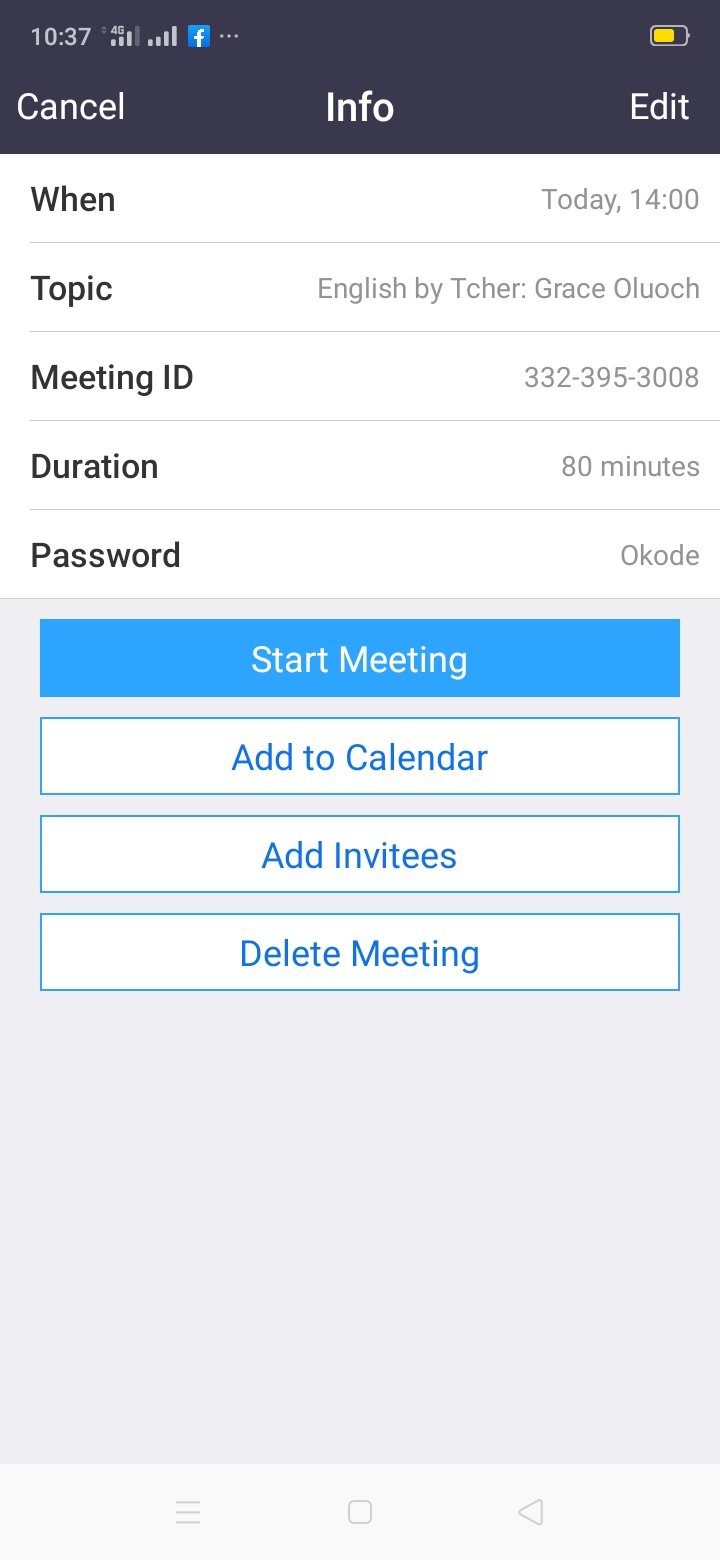 10:37 4G ...
Cancel Info Edit
When Today, 14:00
Topic English by Tcher: Grace Oluoch
Meeting ID 332-395-3008
Duration 80 minutes
Password Okode
Start Meeting
Add to Calendar
Add Invitees
Delete Meeting